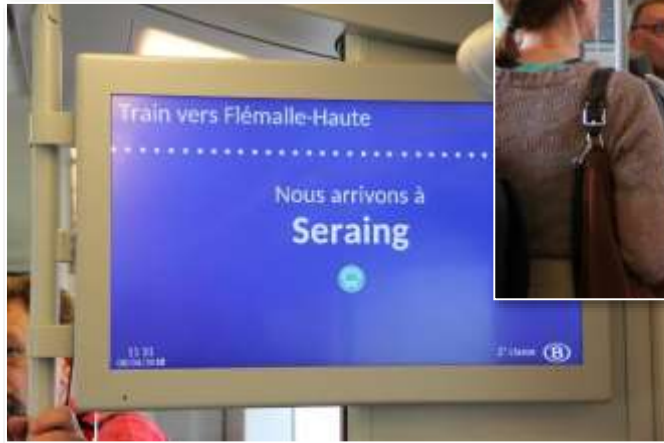 Train vers Flémalle-Haute
Nous arrivons à
Seraing
2e classe B